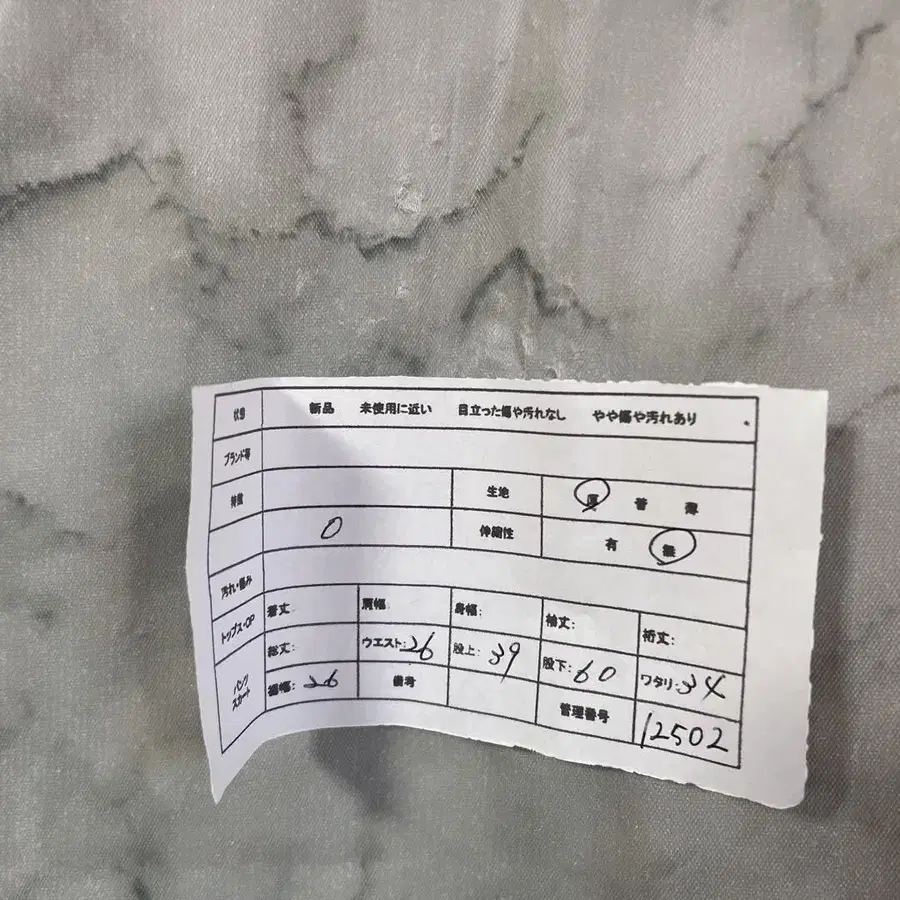 状態 新品 未使用に近い 目立った傷や汚れなし やや傷や汚れあり
ブランド等
特徴 生地 厚 普 薄
0 伸縮性 有 無
汚れ・傷み
トップス・OP 着丈: 肩幅: 身幅: 袖丈: 裄丈:
パンツ スカート 総丈: ウエスト:26 股上:39 股下:60 ワタリ:34
裾幅:26 備考 管理番号 12502